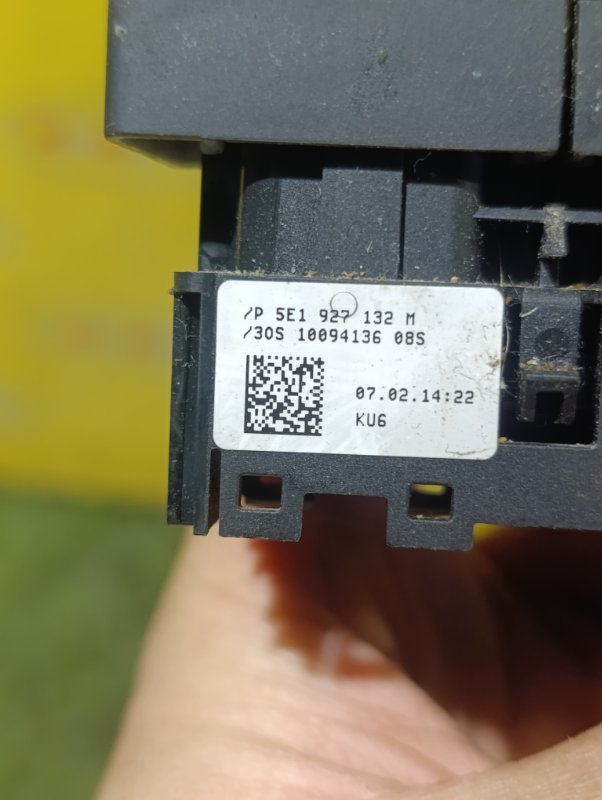 /P 5E1 927 132 M
/30S 10094136 08S
07.02.14:22
KU6